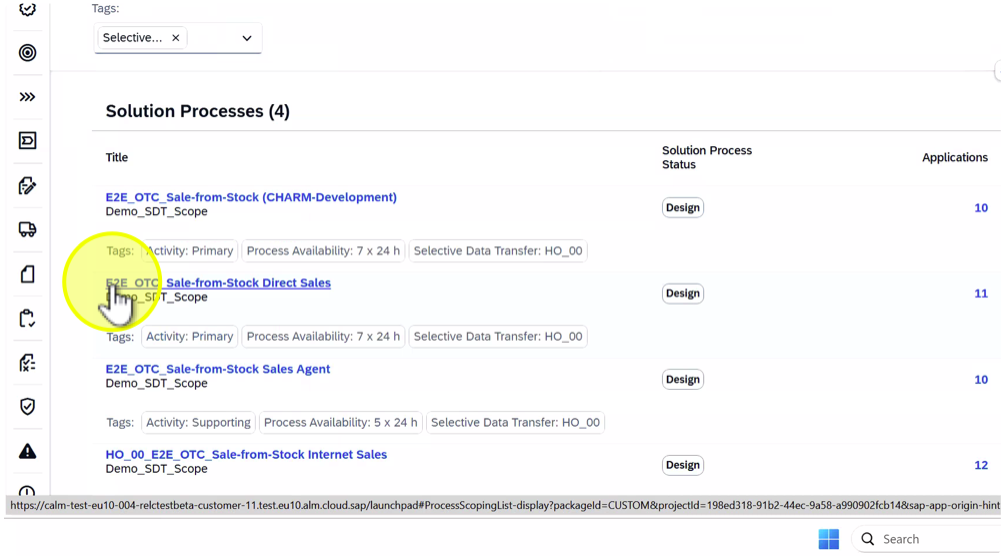 Tags:
Selective... ×
Solution Processes (4)
Title
Solution Process
Status
Applications
E2E_OTC_Sale-from-Stock (CHARM-Development)
Demo_SDT_Scope
Design
10
Tags: Activity: Primary Process Availability: 7 x 24 h Selective Data Transfer: HO_00
E2E_OTC_Sale-from-Stock Direct Sales
Demo_SDT_Scope
Design
11
Tags: Activity: Primary Process Availability: 7 x 24 h Selective Data Transfer: HO_00
E2E_OTC_Sale-from-Stock Sales Agent
Demo_SDT_Scope
Design
10
Tags: Activity: Supporting Process Availability: 5 x 24 h Selective Data Transfer: HO_00
HO_00_E2E_OTC_Sale-from-Stock Internet Sales
Demo_SDT_Scope
Design
12
https://calm-test-eu10-004-relctestbeta-customer-11.test.eu10.alm.cloud.sap/launchpad#ProcessScopingList-display?packageId=CUSTOM&projectId=198ed318-91b2-44ec-9a58-a990902fcb14&sap-app-origin-hint
Search